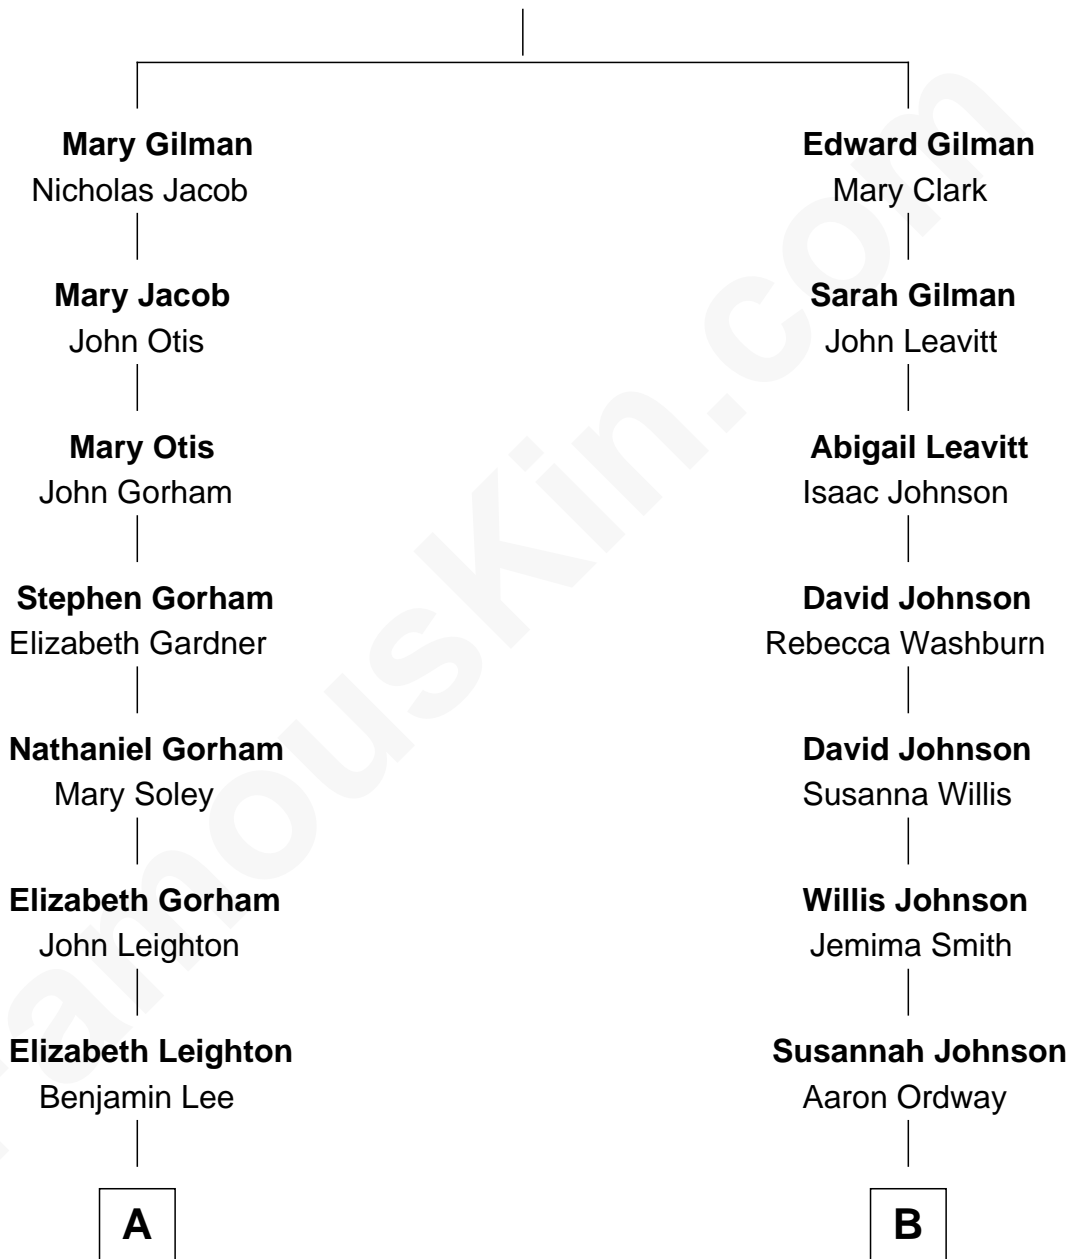 Mary Gilman
Nicholas Jacob
Mary Jacob
John Otis
Mary Otis
John Gorham
Stephen Gorham
Elizabeth Gardner
Nathaniel Gorham
Mary Soley
Elizabeth Gorham
John Leighton
Elizabeth Leighton
Benjamin Lee
A
Edward Gilman
Mary Clark
Sarah Gilman
John Leavitt
Abigail Leavitt
Isaac Johnson
David Johnson
Rebecca Washburn
David Johnson
Susanna Willis
Willis Johnson
Jemima Smith
Susannah Johnson
Aaron Ordway
B
FamousKin.com